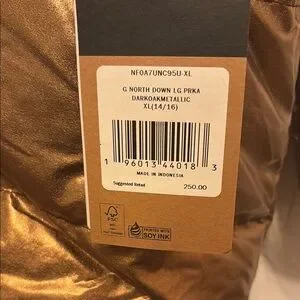 NF0A7UNC95U-XL
G NORTH DOWN LG PRKA
DARKOAKMETALLIC
XL(14/16)
1 96013 44018 3
MADE IN INDONESIA
Suggested Retail 250.00
FSC
PRINTED WITH
SOY INK